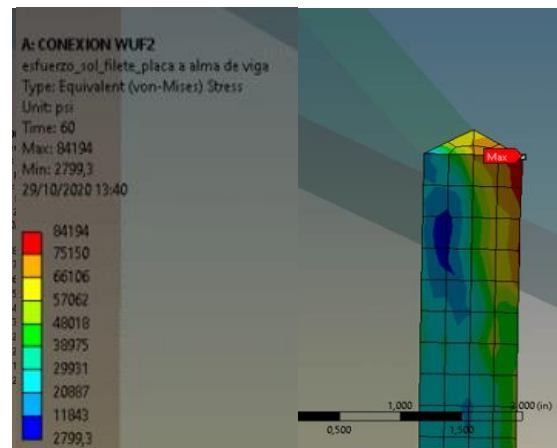 A: CONEXION WUF2
esfuerzo_sol_filete_placa a alma de viga
Type: Equivalent (von-Mises) Stress
Unit: psi
Time: 60
Max: 84194
Min: 2799,3
29/10/2020 13:40
84194
75150
66106
57062
48018
38975
29931
20887
11843
2799,3
Max
1,000
2,000 (in)
0,500
1,500